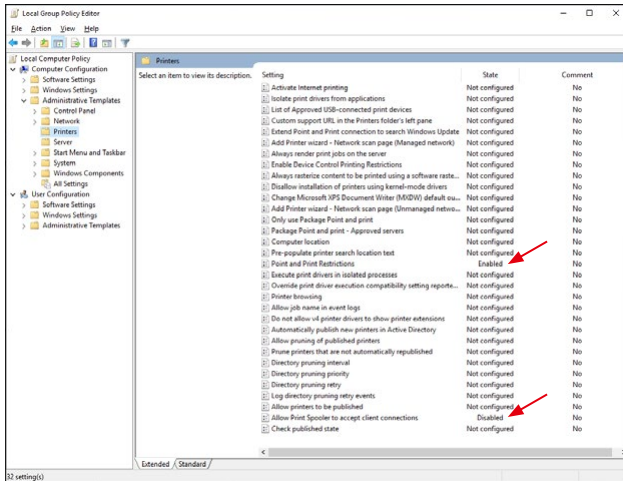 Local Group Policy Editor
File Action View Help
Local Computer Policy
Computer Configuration
Software Settings
Windows Settings
Administrative Templates
Control Panel
Network
Printers
Server
Start Menu and Taskbar
System
Windows Components
All Settings
User Configuration
Software Settings
Windows Settings
Administrative Templates
Printers
Select an item to view its description.
Setting State Comment
Activate Internet printing Not configured No
Isolate print drivers from applications Not configured No
List of Approved USB-connected print devices Not configured No
Custom support URL in the Printers folder's left pane Not configured No
Extend Point and Print connection to search Windows Update Not configured No
Add Printer wizard - Network scan page (Managed network) Not configured No
Always render print jobs on the server Not configured No
Enable Device Control Printing Restrictions Not configured No
Always rasterize content to be printed using a software raste... Not configured No
Disallow installation of printers using kernel-mode drivers Not configured No
Change Microsoft XPS Document Writer (MXDW) default ou... Not configured No
Add Printer wizard - Network scan page (Unmanaged netwo... Not configured No
Only use Package Point and print Not configured No
Package Point and print - Approved servers Not configured No
Computer location Not configured No
Pre-populate printer search location text Not configured No
Point and Print Restrictions Enabled No
Execute print drivers in isolated processes Not configured No
Override print driver execution compatibility setting reporte... Not configured No
Printer browsing Not configured No
Allow job name in event logs Not configured No
Do not allow v4 printer drivers to show printer extensions Not configured No
Automatically publish new printers in Active Directory Not configured No
Allow pruning of published printers Not configured No
Prune printers that are not automatically republished Not configured No
Directory pruning interval Not configured No
Directory pruning priority Not configured No
Directory pruning retry Not configured No
Log directory pruning retry events Not configured No
Allow printers to be published Not configured No
Allow Print Spooler to accept client connections Disabled No
Check published state Not configured No
Extended Standard
32 setting(s)